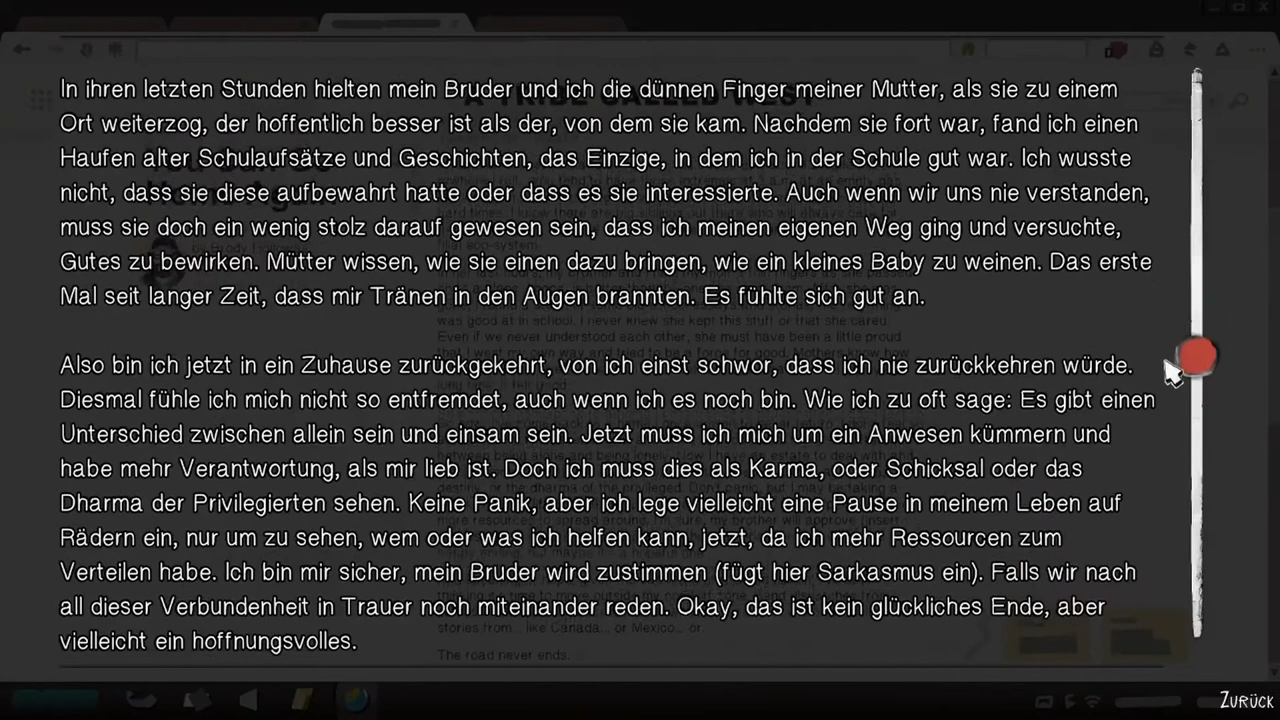 In ihren letzten Stunden hielten mein Bruder und ich die dünnen Finger meiner Mutter, als sie zu einem
Ort weiterzog, der hoffentlich besser ist als der, von dem sie kam. Nachdem sie fort war, fand ich einen
Haufen alter Schulaufsätze und Geschichten, das Einzige, in dem ich in der Schule gut war. Ich wusste
nicht, dass sie diese aufbewahrt hatte oder dass es sie interessierte. Auch wenn wir uns nie verstanden,
muss sie doch ein wenig stolz darauf gewesen sein, dass ich meinen eigenen Weg ging und versuchte,
Gutes zu bewirken. Mütter wissen, wie sie einen dazu bringen, wie ein kleines Baby zu weinen. Das erste
Mal seit langer Zeit, dass mir Tränen in den Augen brannten. Es fühlte sich gut an.
Also bin ich jetzt in ein Zuhause zurückgekehrt, von ich einst schwor, dass ich nie zurückkehren würde.
Diesmal fühle ich mich nicht so entfremdet, auch wenn ich es noch bin. Wie ich zu oft sage: Es gibt einen
Unterschied zwischen allein sein und einsam sein. Jetzt muss ich mich um ein Anwesen kümmern und
habe mehr Verantwortung, als mir lieb ist. Doch ich muss dies als Karma, oder Schicksal oder das
Dharma der Privilegierten sehen. Keine Panik, aber ich lege vielleicht eine Pause in meinem Leben auf
Rädern ein, nur um zu sehen, wem oder was ich helfen kann, jetzt, da ich mehr Ressourcen zum
Verteilen habe. Ich bin mir sicher, mein Bruder wird zustimmen (fügt hier Sarkasmus ein). Falls wir nach
all dieser Verbundenheit in Trauer noch miteinander reden. Okay, das ist kein glückliches Ende, aber
vielleicht ein hoffnungsvolles.
stories from... like Canada... or Mexico... or
The road never ends.
Zurück